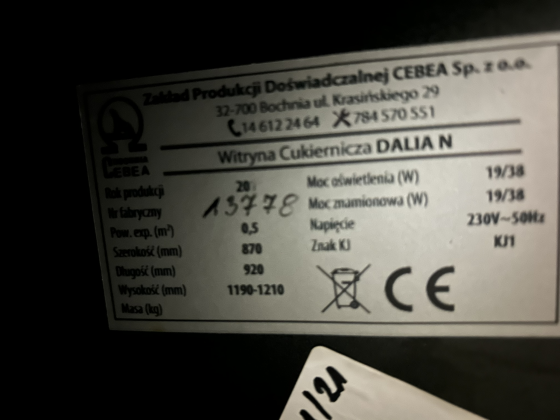 Zakład Produkcji Doświadczalnej CEBEA Sp. z o.o.
32-700 Bochnia ul. Krasińskiego 29
14 612 24 64 784 570 551
CEBEA
Witryna Cukiernicza DALIA N
Rok produkcji 20
Nr fabryczny 13778
Pow. exp. (m²) 0,5
Szerokość (mm) 870
Długość (mm) 920
Wysokość (mm) 1190-1210
Masa (kg)
Moc oświetlenia (W) 19/38
Moc znamionowa (W) 19/38
Napięcie 230V~50Hz
Znak KJ KJ1
CE
/21